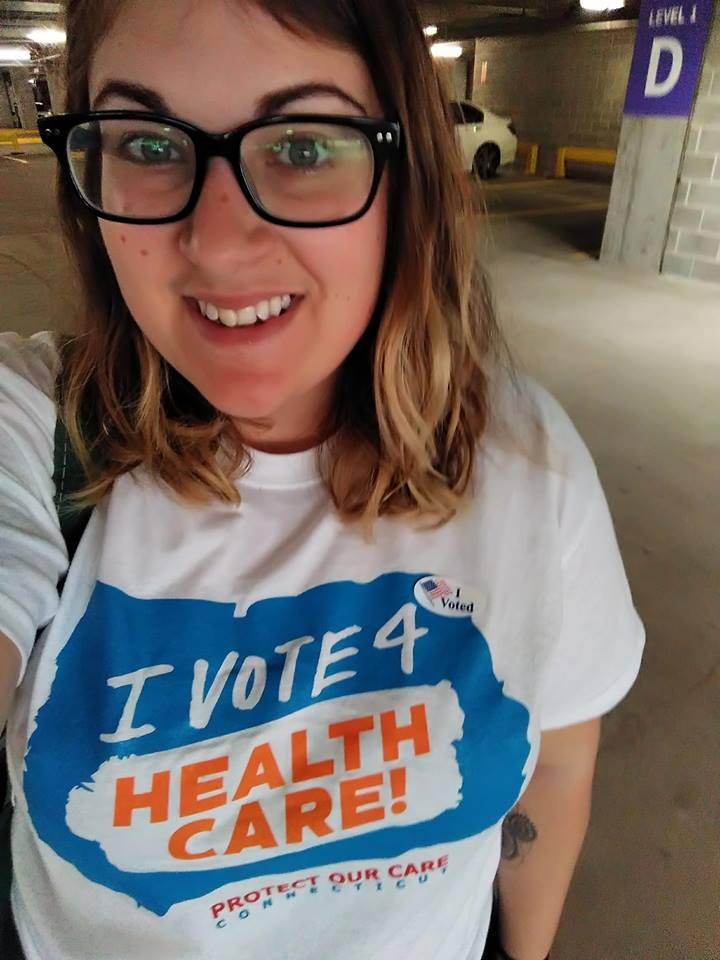 LEVEL 1
D
I
Voted
I VOTE 4
HEALTH
CARE!
PROTECT OUR CARE
CONNECTICUT